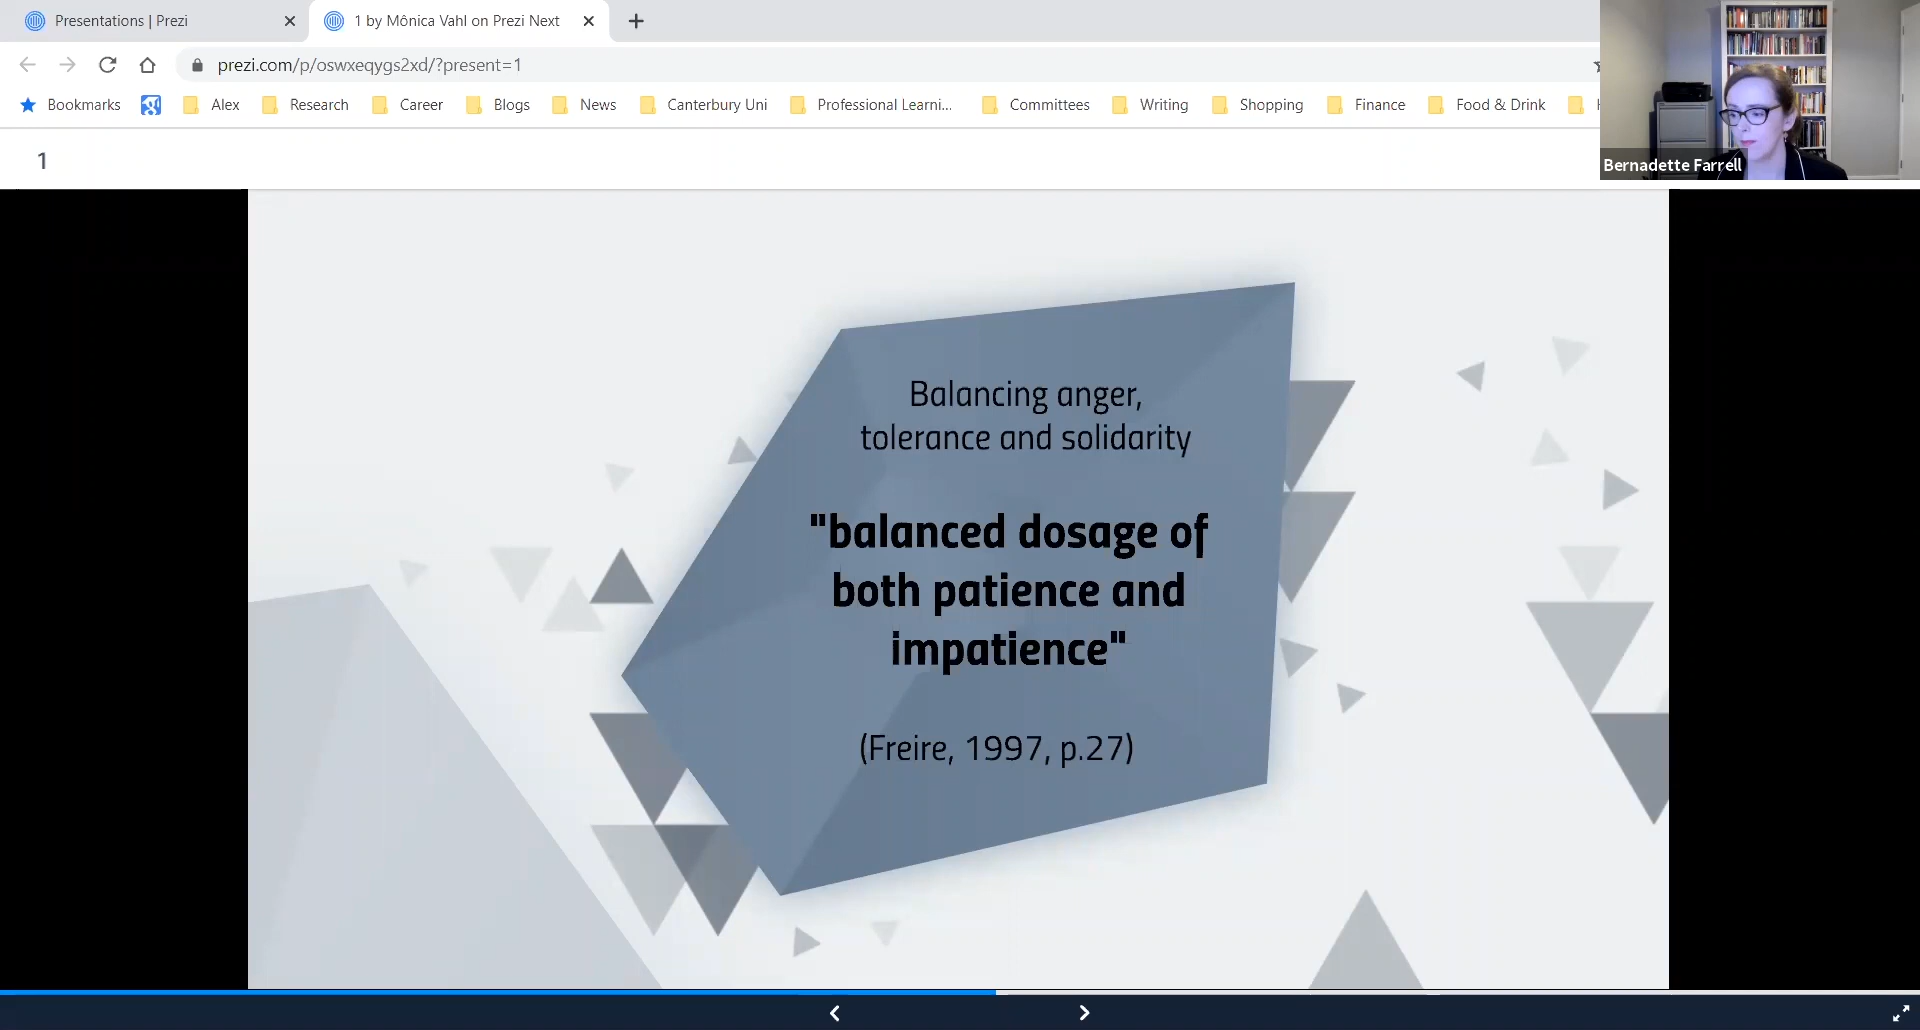 Presentations | Prezi
1 by Mônica Vahl on Prezi Next
prezi.com/p/oswxeqygs2xd/?present=1
Bookmarks
Alex
Research
Career
Blogs
News
Canterbury Uni
Professional Learni...
Committees
Writing
Shopping
Finance
Food & Drink
Bernadette Farrell
1
Balancing anger,
tolerance and solidarity
"balanced dosage of
both patience and
impatience"
(Freire, 1997, p.27)